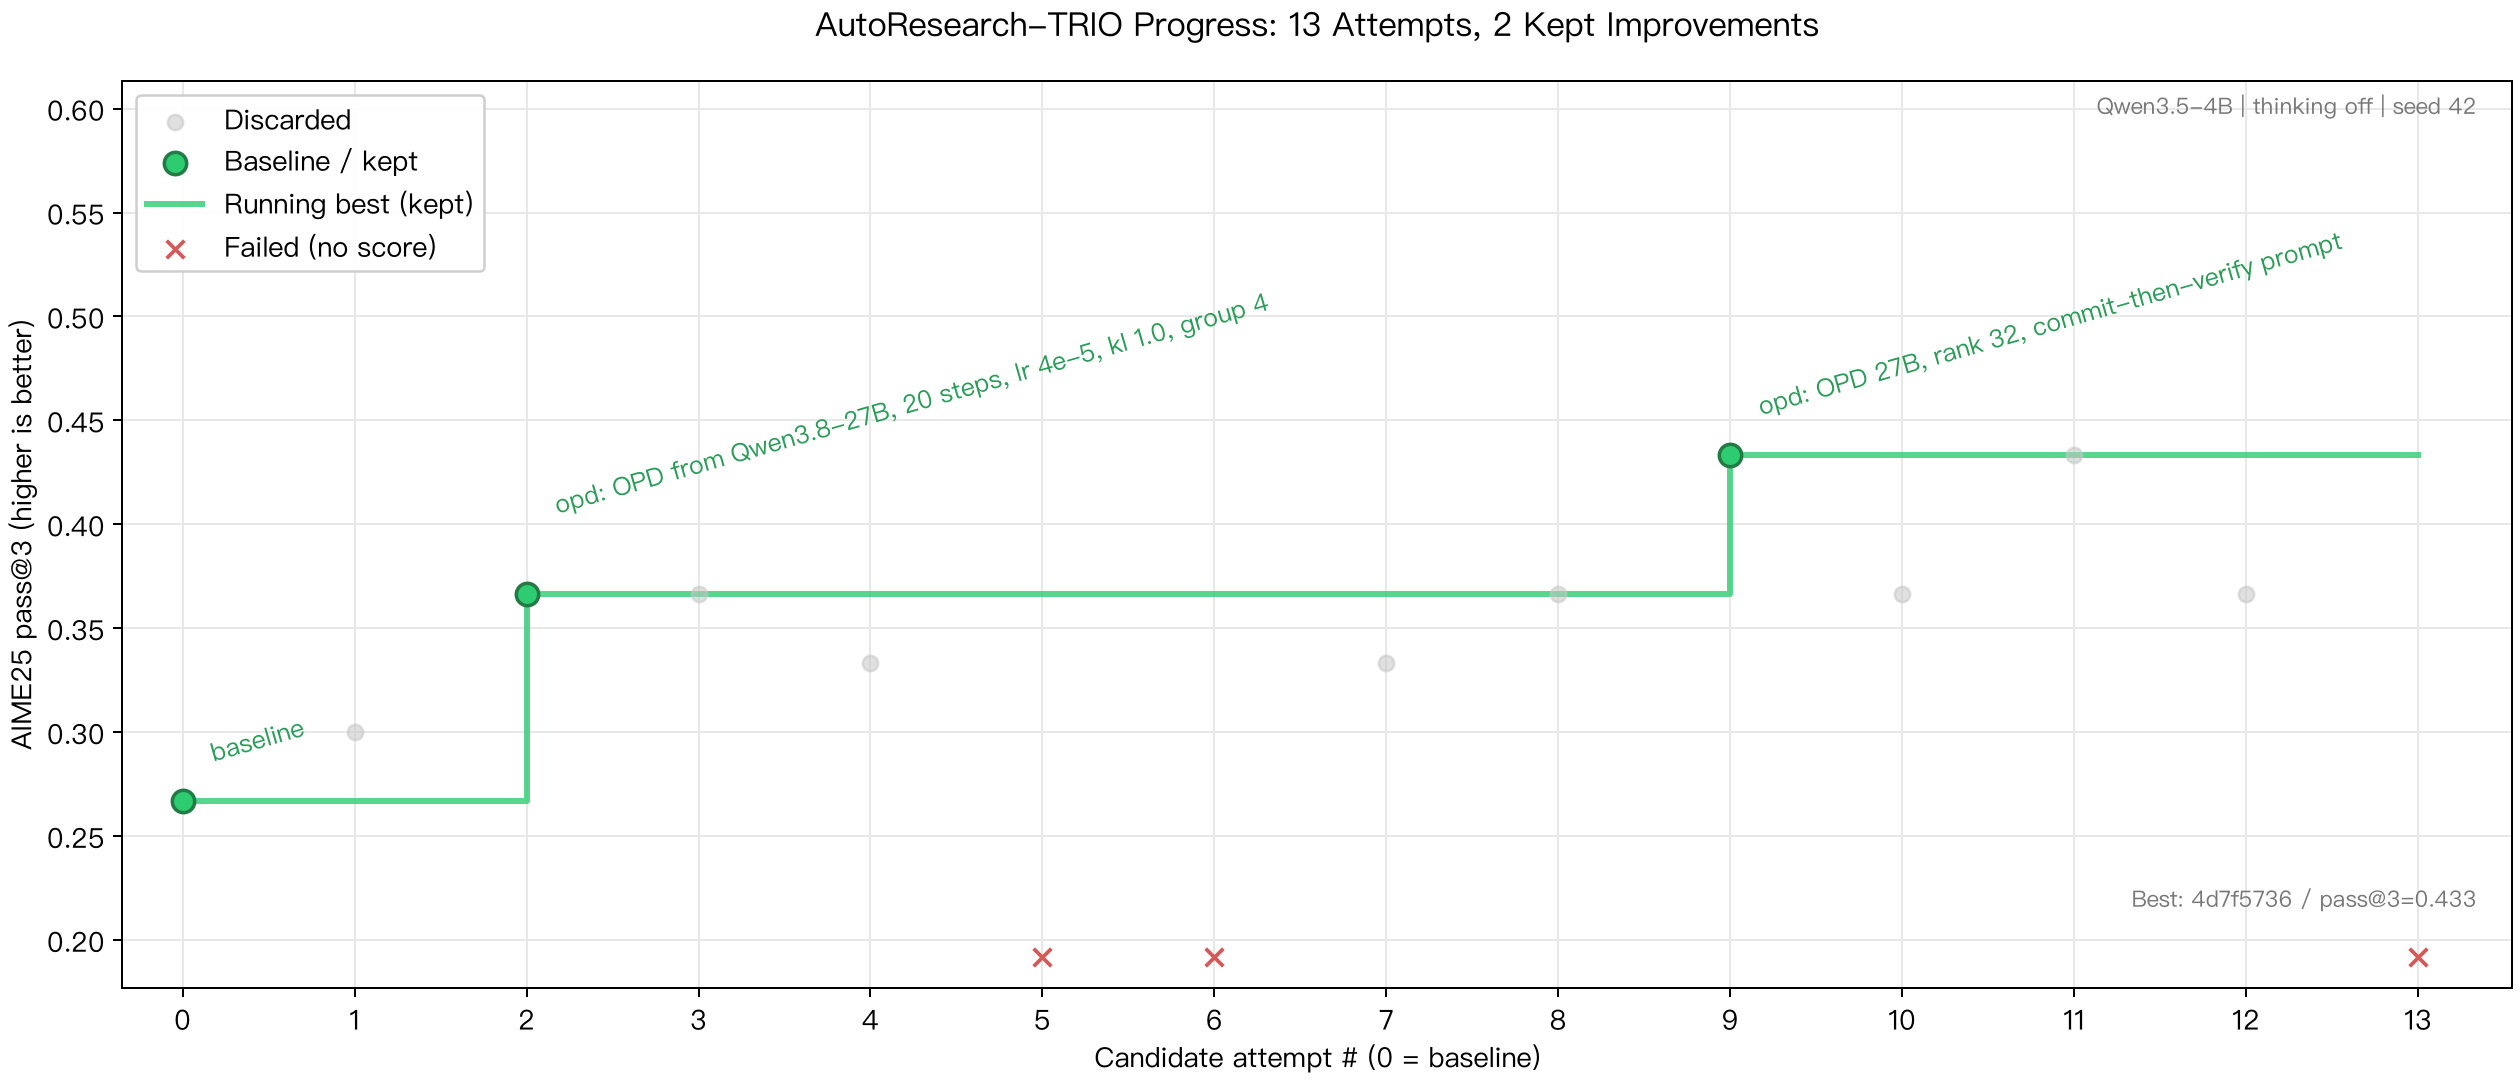 AutoResearch–TRIO Progress: 13 Attempts, 2 Kept Improvements
Discarded
Baseline / kept
Running best (kept)
Failed (no score)
Qwen3.5–4B | thinking off | seed 42
0.60
0.55
0.50
0.45
0.40
0.35
0.30
0.25
0.20
AIME25 pass@3 (higher is better)
baseline
opd: OPD from Qwen3.8–27B, 20 steps, lr 4e–5, kl 1.0, group 4
opd: OPD 27B, rank 32, commit–then–verify prompt
Best: 4d7f5736 / pass@3=0.433
0 1 2 3 4 5 6 7 8 9 10 11 12 13
Candidate attempt # (0 = baseline)